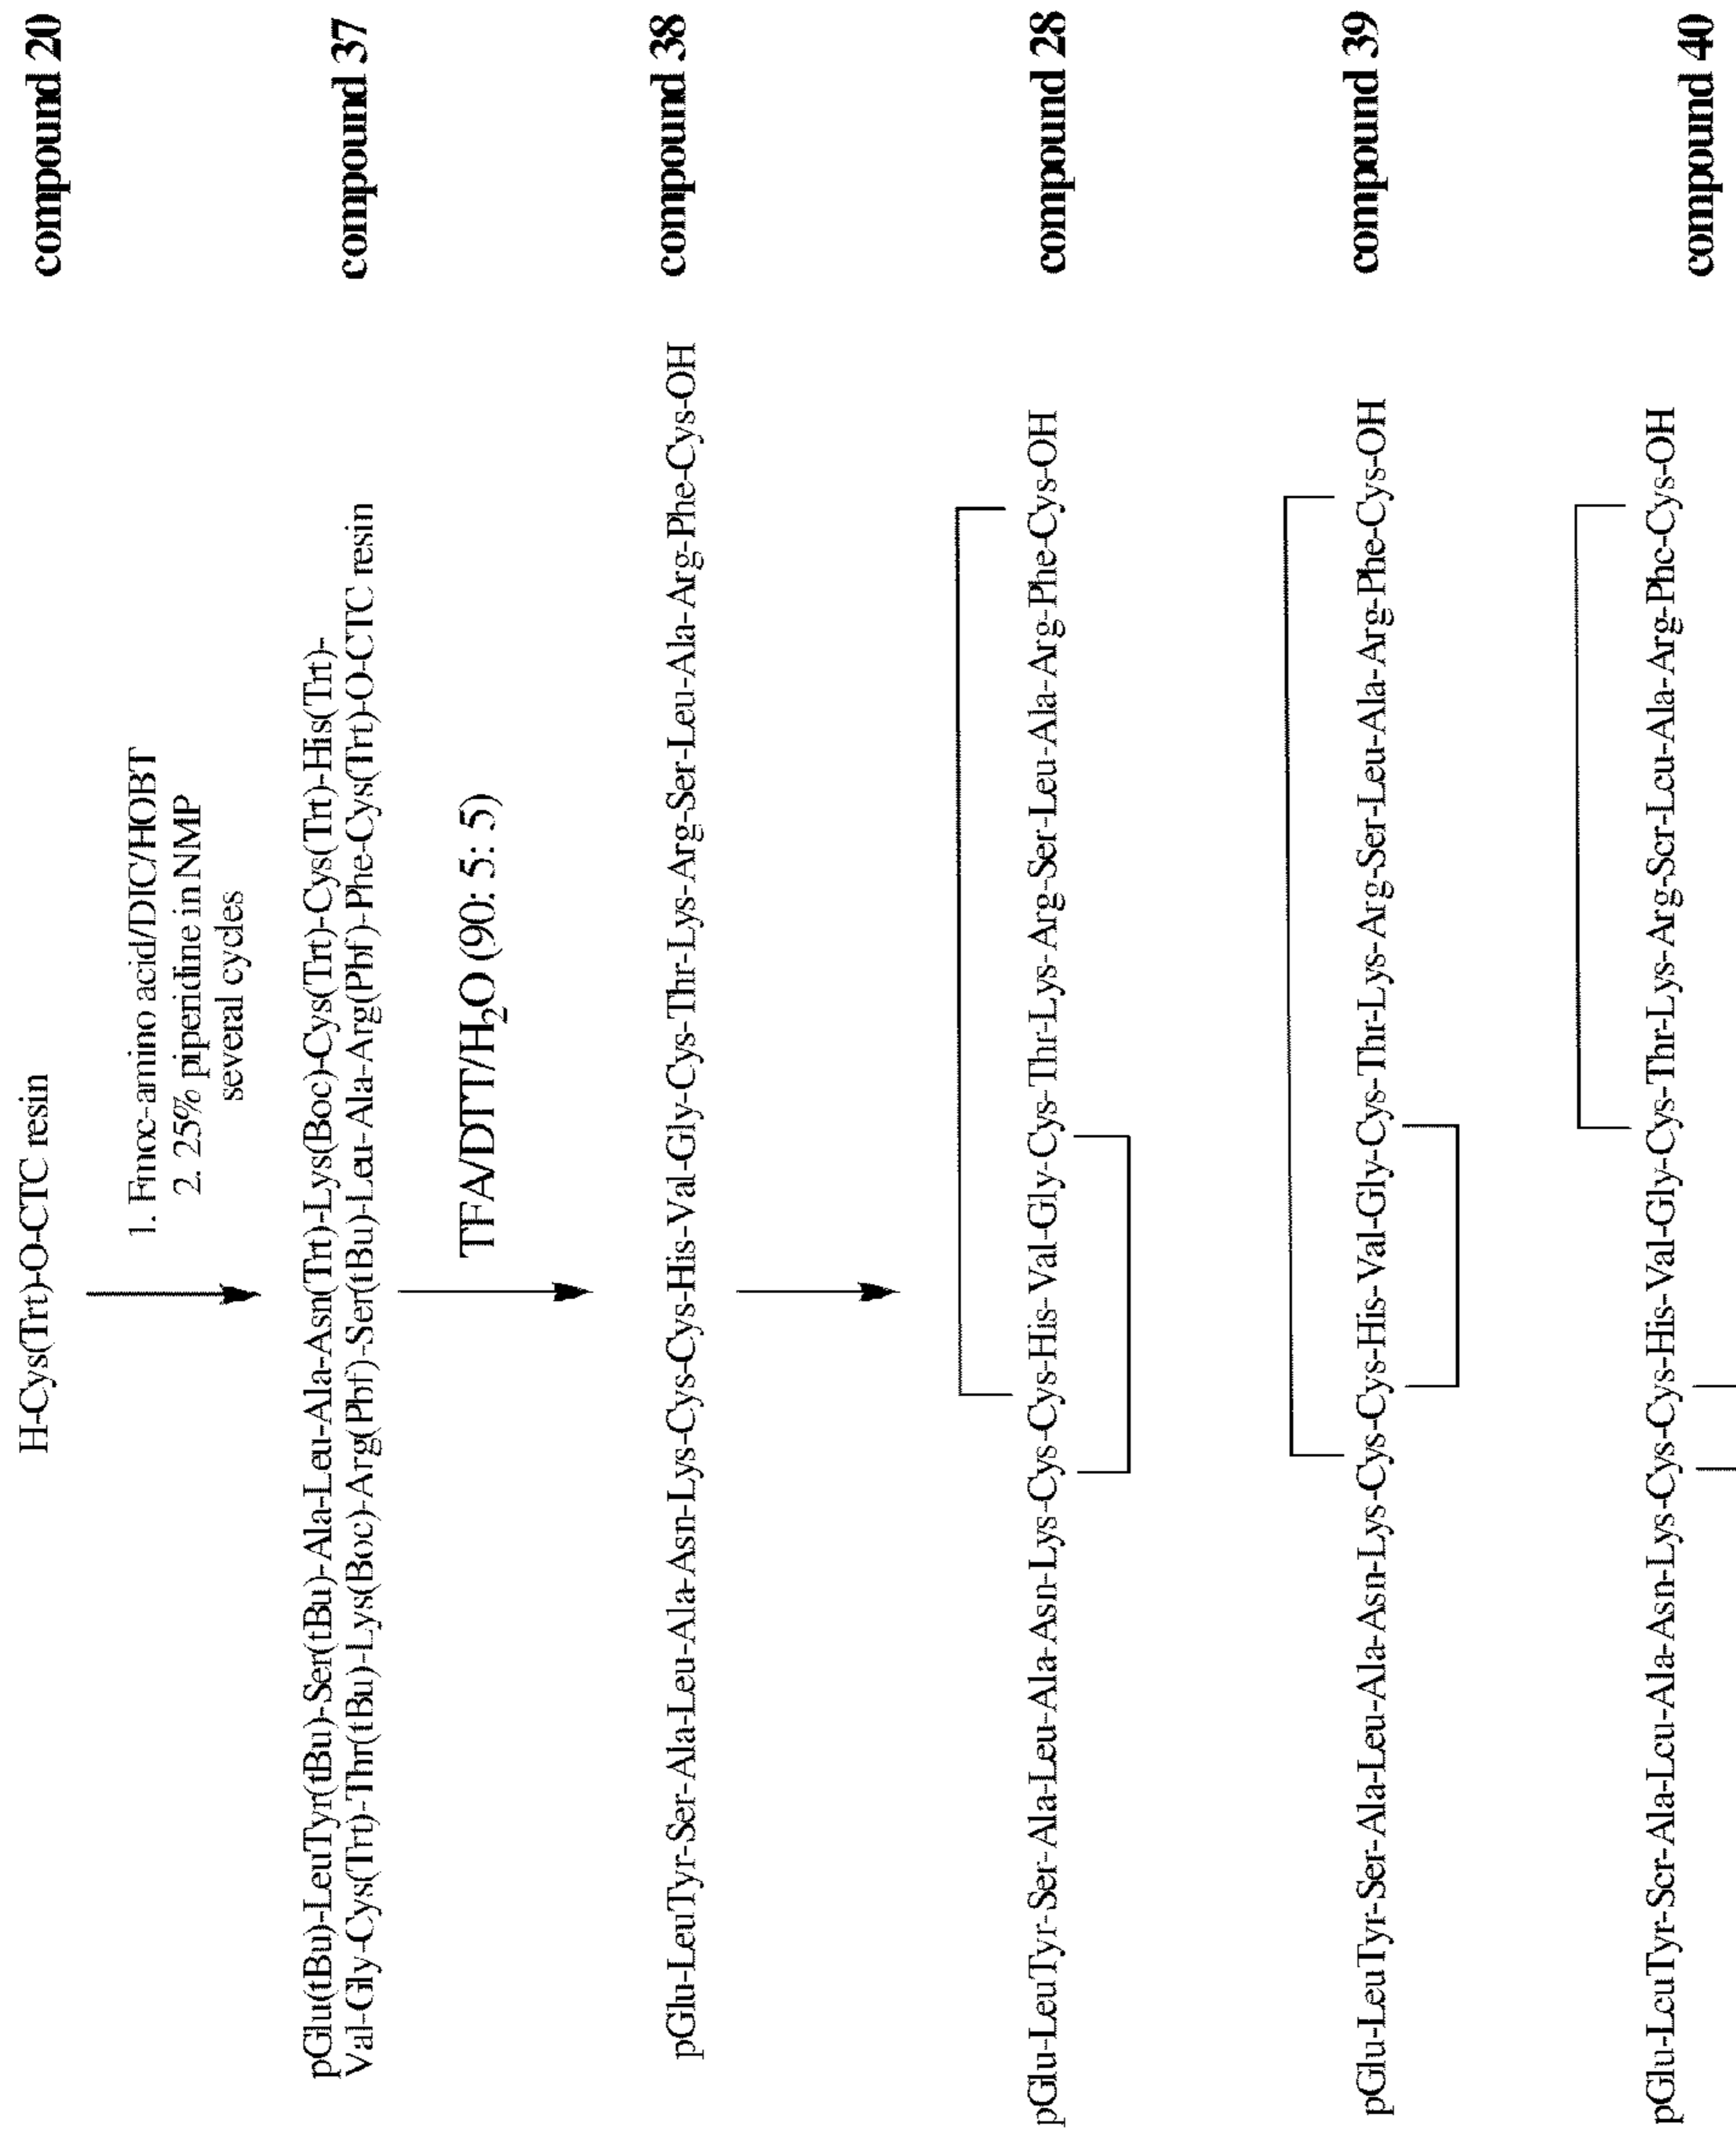 H-Cys(Trt)-O-CTC resin
compound 20
1. Fmoc-amino acid/DIC/HOBT
2. 25% piperidine in NMP
several cycles
pGlu(tBu)-LeuTyr(tBu)-Ser(tBu)-Ala-Leu-Ala-Asn(Trt)-Lys(Boc)-Cys(Trt)-Cys(Trt)-His(Trt)-
Val-Gly-Cys(Trt)-Thr(tBu)-Lys(Boc)-Arg(Pbf)-Ser(tBu)-Leu-Ala-Arg(Pbf)-Phe-Cys(Trt)-O-CTC resin
compound 37
TFA/DTT/H₂O (90: 5: 5)
pGlu-LeuTyr-Ser-Ala-Leu-Ala-Asn-Lys-Cys-Cys-His-Val-Gly-Cys-Thr-Lys-Arg-Ser-Leu-Ala-Arg-Phe-Cys-OH
compound 38
pGlu-LeuTyr-Ser-Ala-Leu-Ala-Asn-Lys-Cys-Cys-His-Val-Gly-Cys-Thr-Lys-Arg-Ser-Leu-Ala-Arg-Phe-Cys-OH
compound 28
pGlu-LeuTyr-Ser-Ala-Leu-Ala-Asn-Lys-Cys-Cys-His-Val-Gly-Cys-Thr-Lys-Arg-Ser-Leu-Ala-Arg-Phe-Cys-OH
compound 39
pGlu-LeuTyr-Ser-Ala-Leu-Ala-Asn-Lys-Cys-Cys-His-Val-Gly-Cys-Thr-Lys-Arg-Ser-Leu-Ala-Arg-Phe-Cys-OH
compound 40